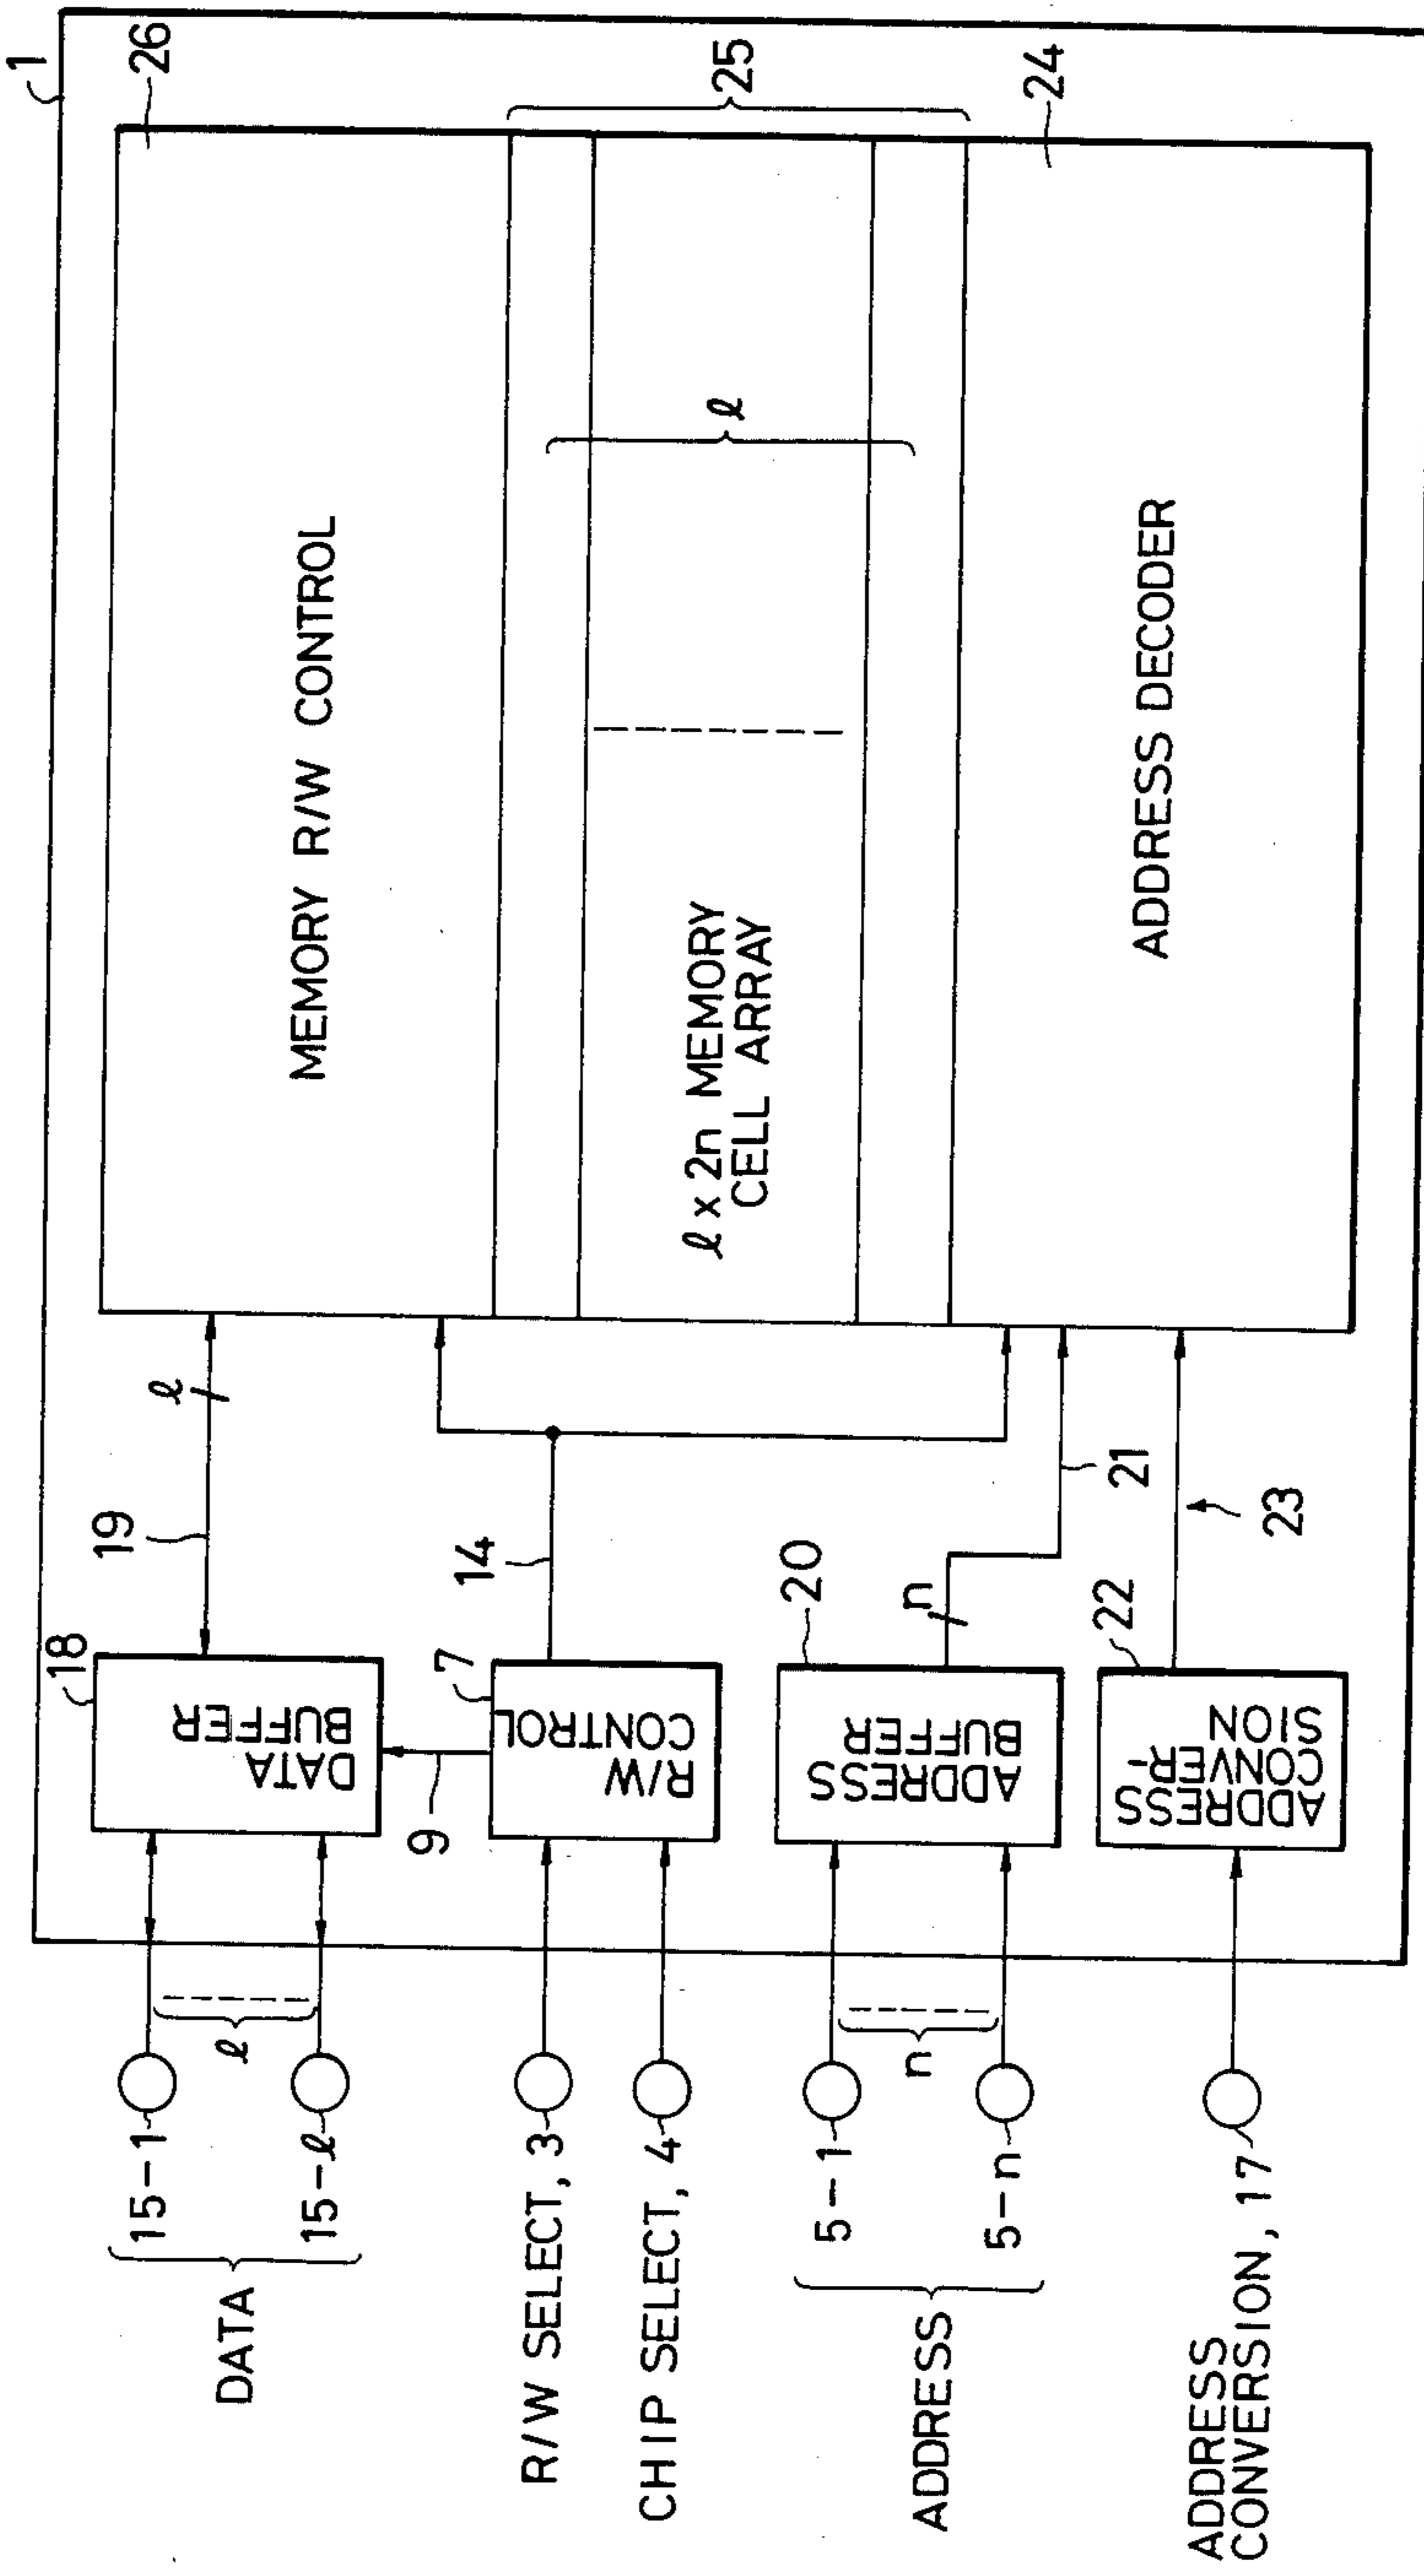 1
26
MEMORY R/W CONTROL
25
ℓ
ℓ x 2n MEMORY
CELL ARRAY
24
ADDRESS DECODER
ℓ
19
18
DATA
BUFFER
14
7
R/W
CONTROL
9
20
ADDRESS
BUFFER
n
21
22
ADDRESS
CONVER-
SION
23
DATA
15-1
15-ℓ
ℓ
R/W SELECT, 3
CHIP SELECT, 4
ADDRESS
5-1
5-n
n
ADDRESS
CONVERSION, 17